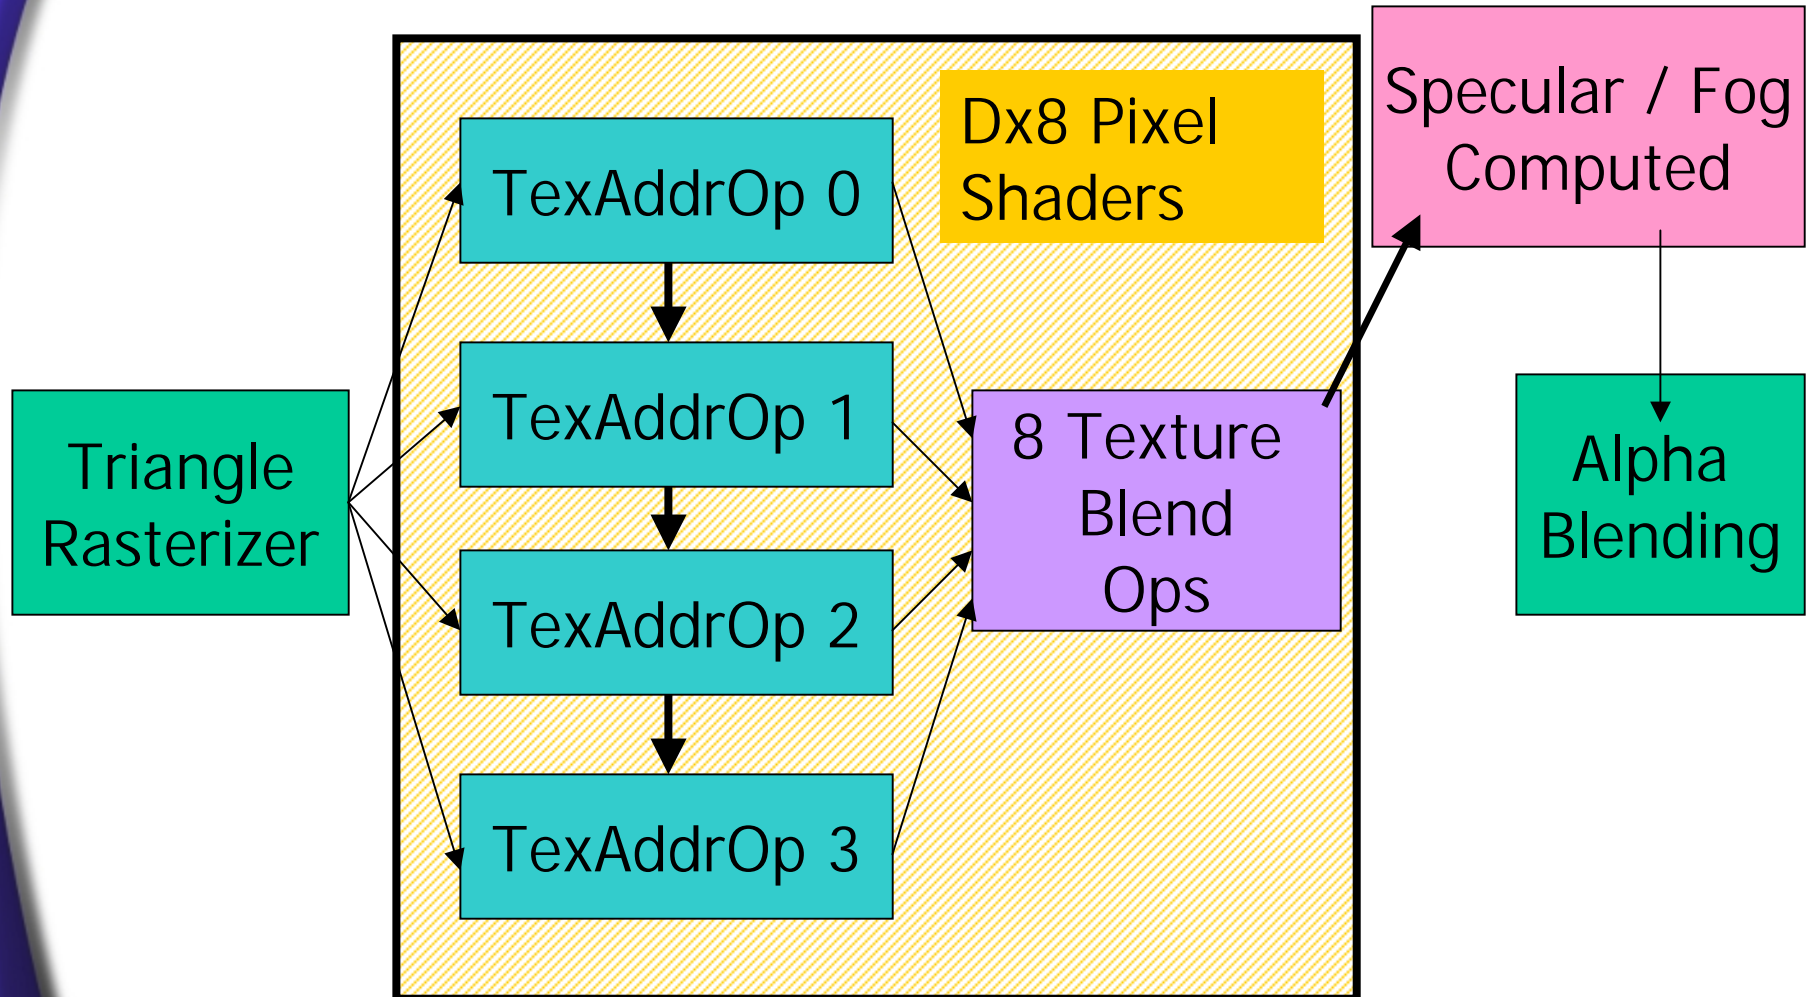 Triangle
Rasterizer
TexAddrOp 0
TexAddrOp 1
TexAddrOp 2
TexAddrOp 3
Dx8 Pixel
Shaders
8 Texture
Blend
Ops
Specular / Fog
Computed
Alpha
Blending